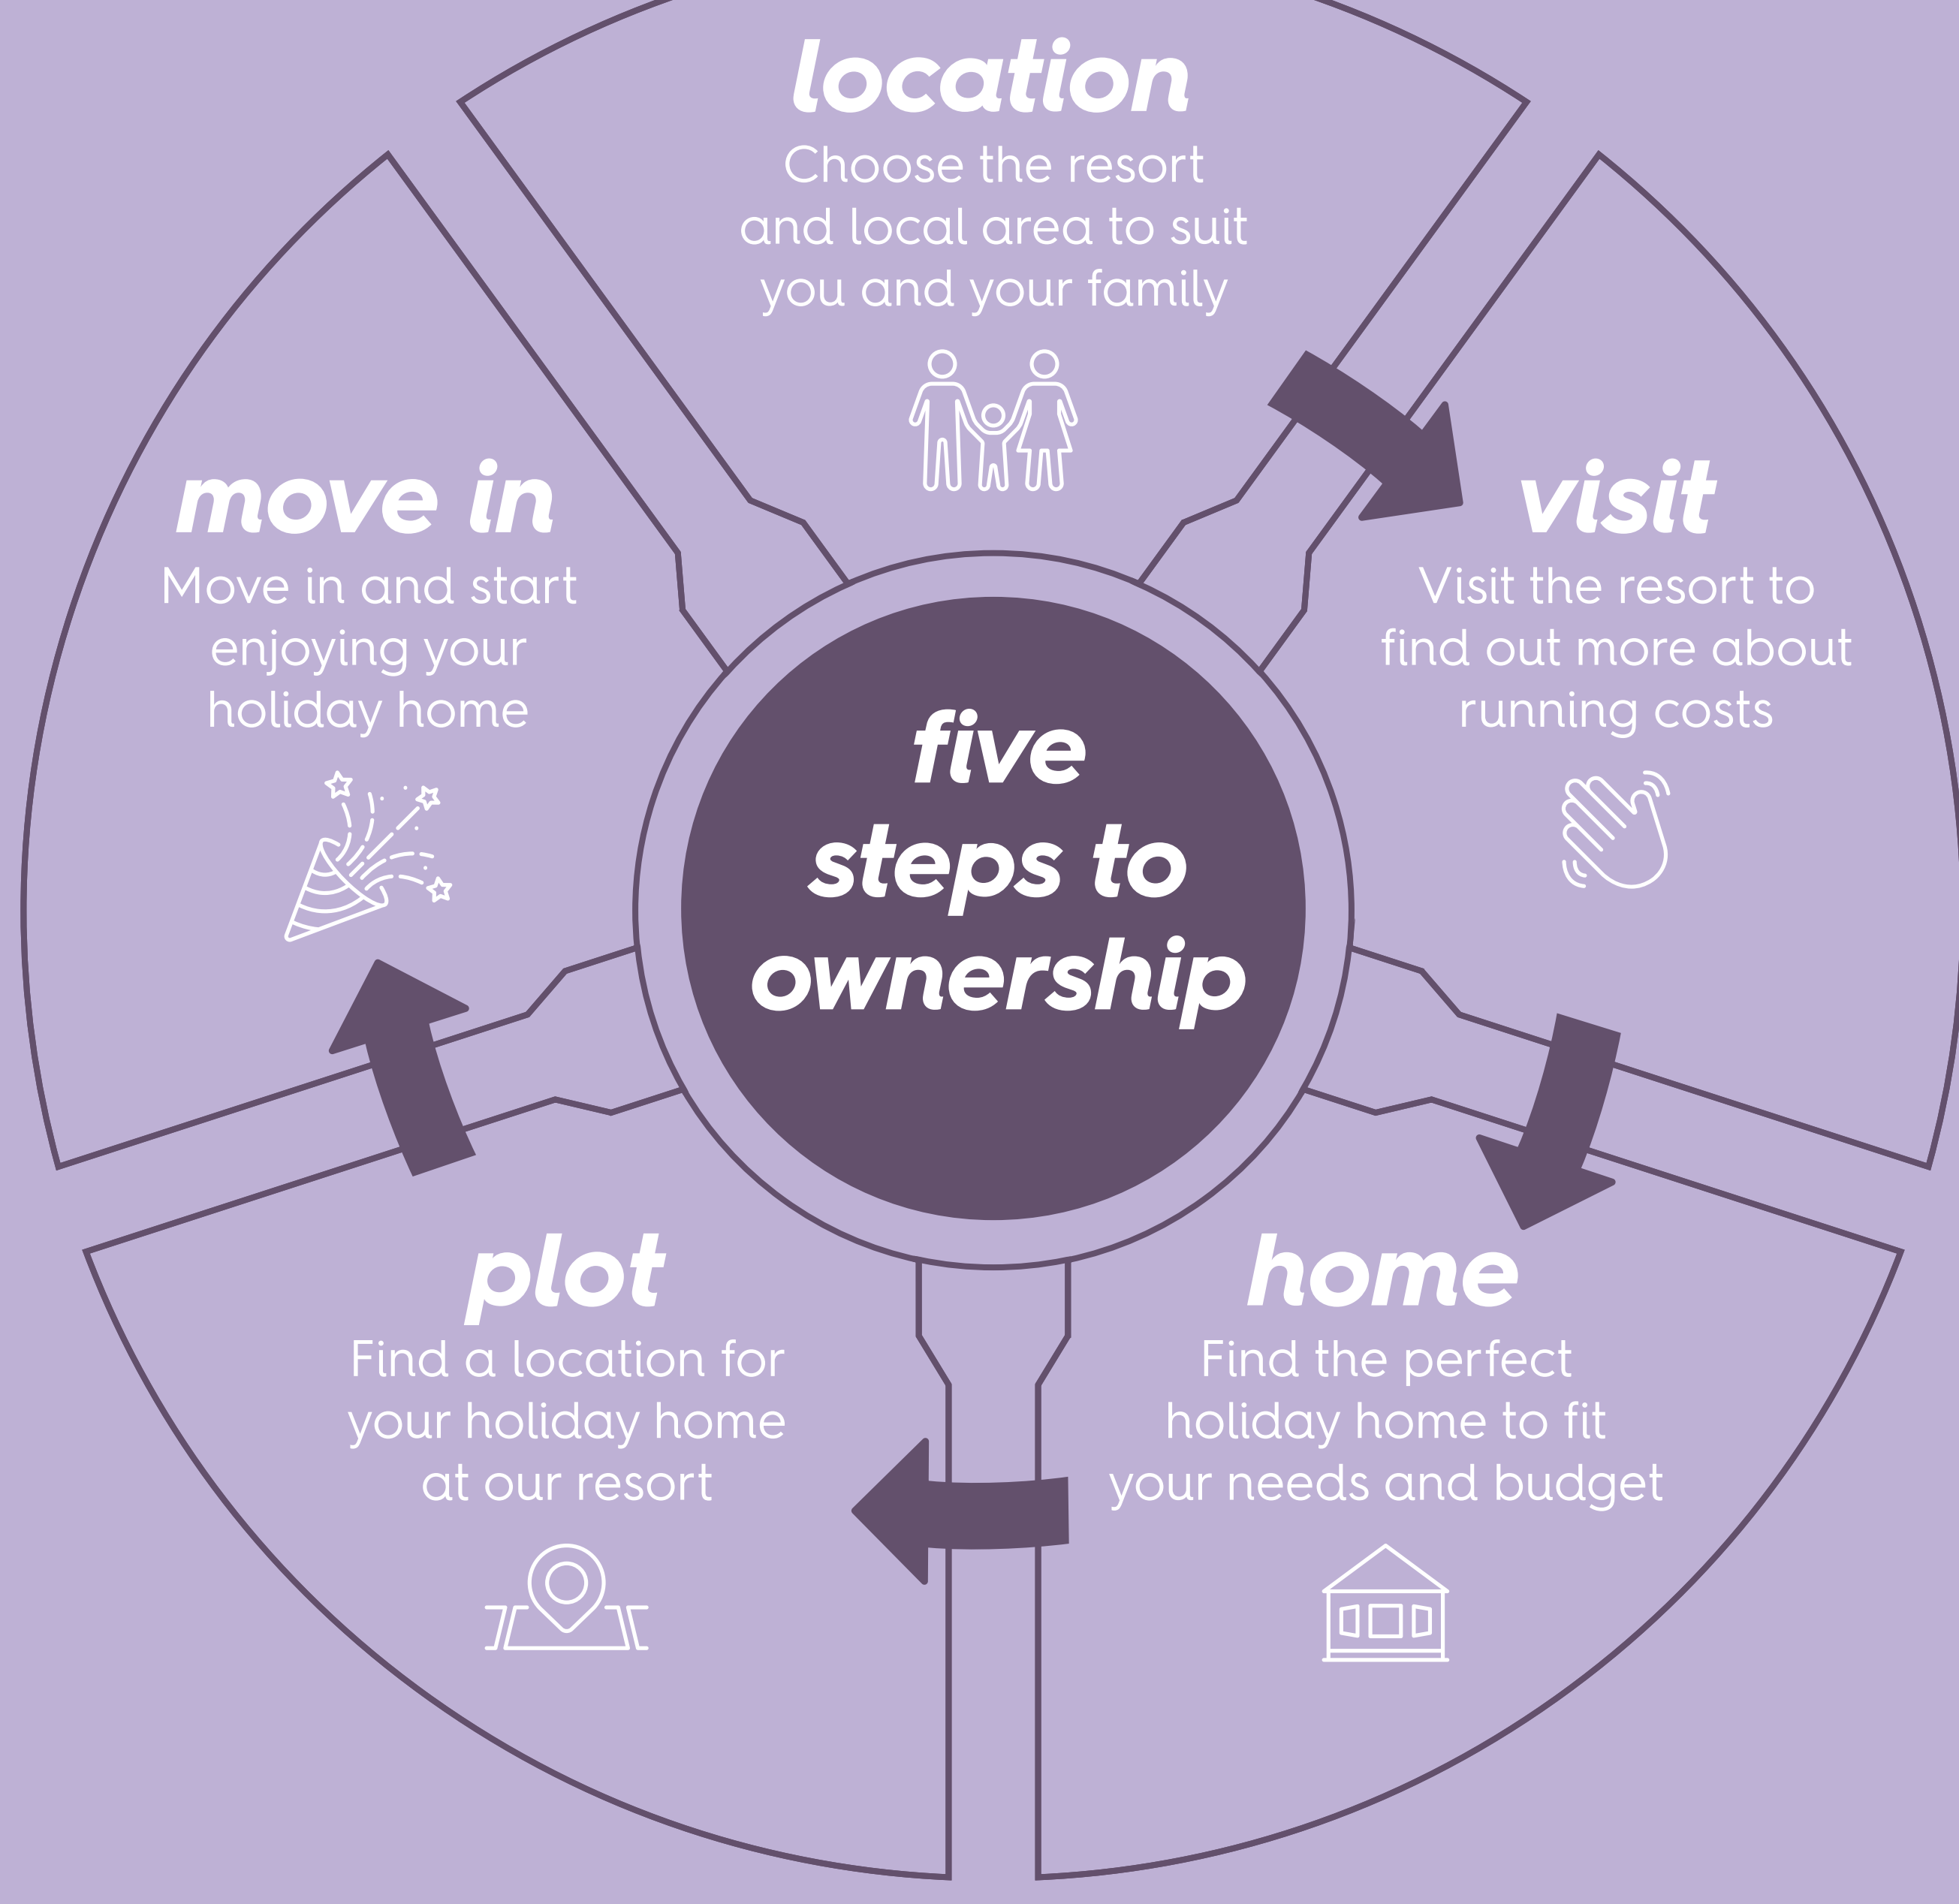 location
Choose the resort
and local area to suit
you and your family
visit
Visit the resort to
find out more about
running costs
home
Find the perfect
holiday home to fit
your needs and budget
plot
Find a location for
your holiday home
at our resort
move in
Move in and start
enjoying your
holiday home
five
steps to
ownership